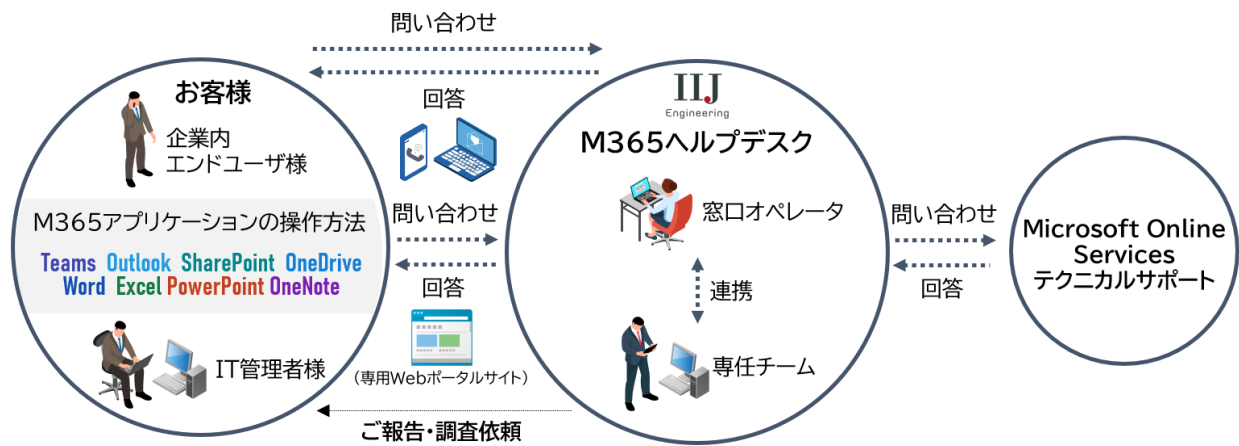 問い合わせ
回答
お客様
企業内
エンドユーザ様
M365アプリケーションの操作方法
Teams Outlook SharePoint OneDrive
Word Excel PowerPoint OneNote
IT管理者様
問い合わせ
回答
(専用Webポータルサイト)
ご報告・調査依頼
IIJ
Engineering
M365ヘルプデスク
窓口オペレータ
連携
専任チーム
問い合わせ
回答
Microsoft Online
Services
テクニカルサポート